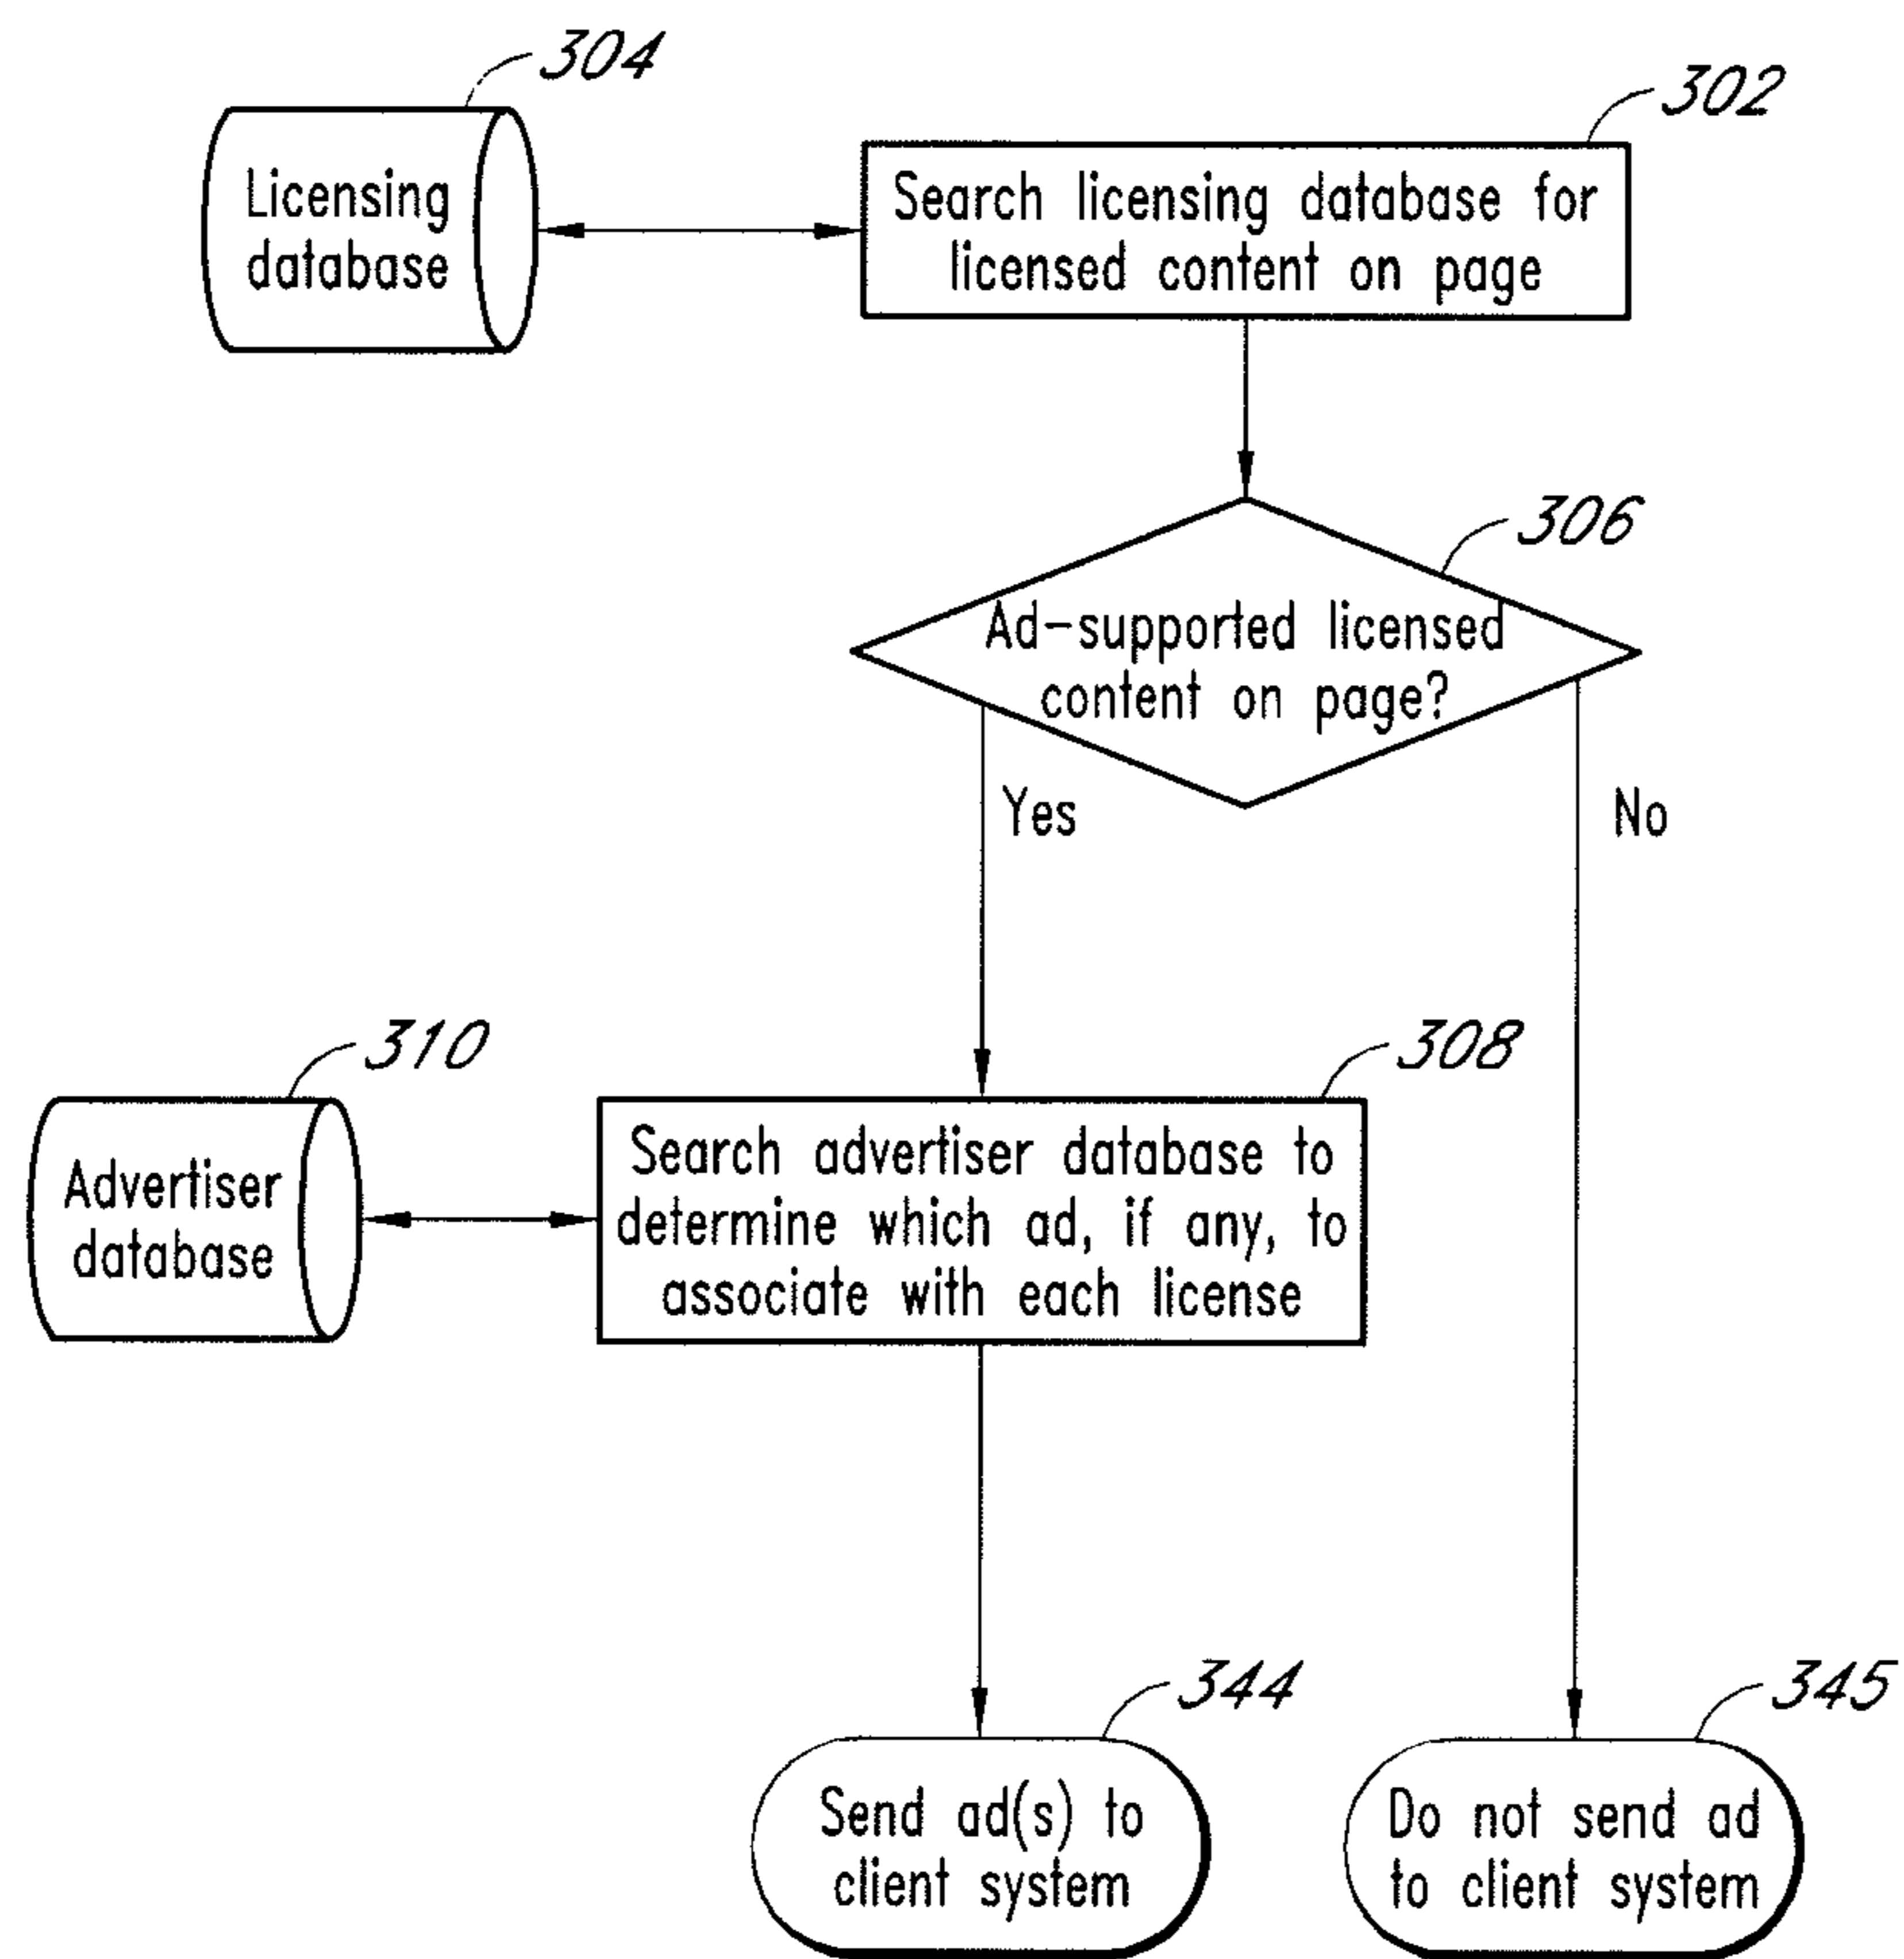 304
302
Licensing
database
Search licensing database for
licensed content on page
306
Ad-supported licensed
content on page?
Yes
No
310
308
Advertiser
database
Search advertiser database to
determine which ad, if any, to
associate with each license
344
345
Send ad(s) to
client system
Do not send ad
to client system